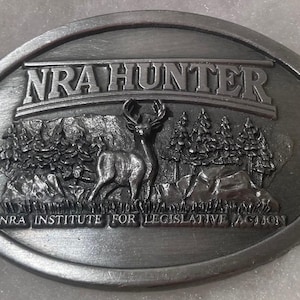 NRA HUNTER
NRA INSTITUTE FOR LEGISLATIVE ACTION